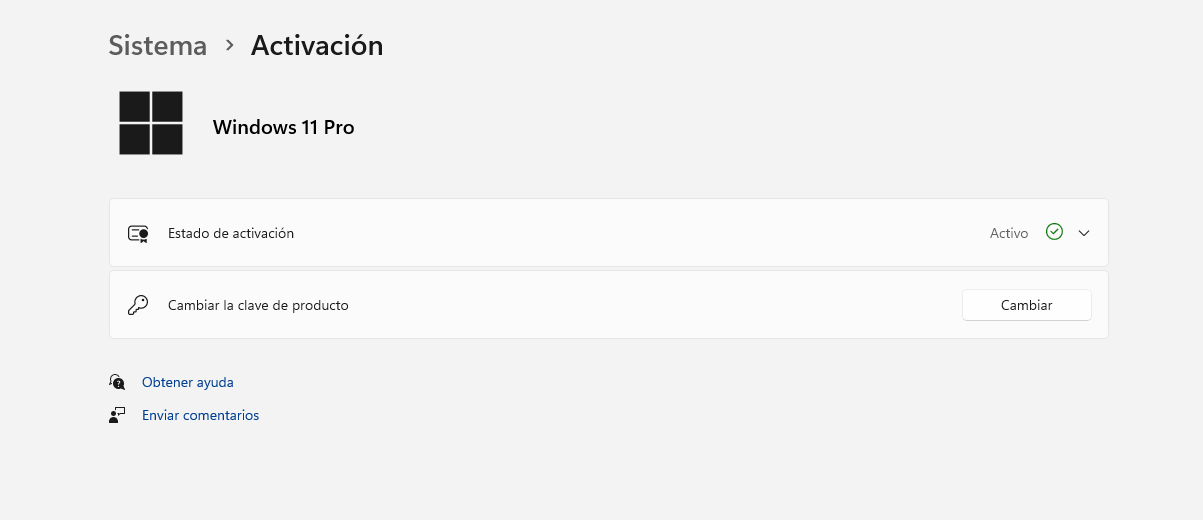 Sistema > Activación
Windows 11 Pro
Estado de activación Activo
Cambiar la clave de producto Cambiar
Obtener ayuda
Enviar comentarios